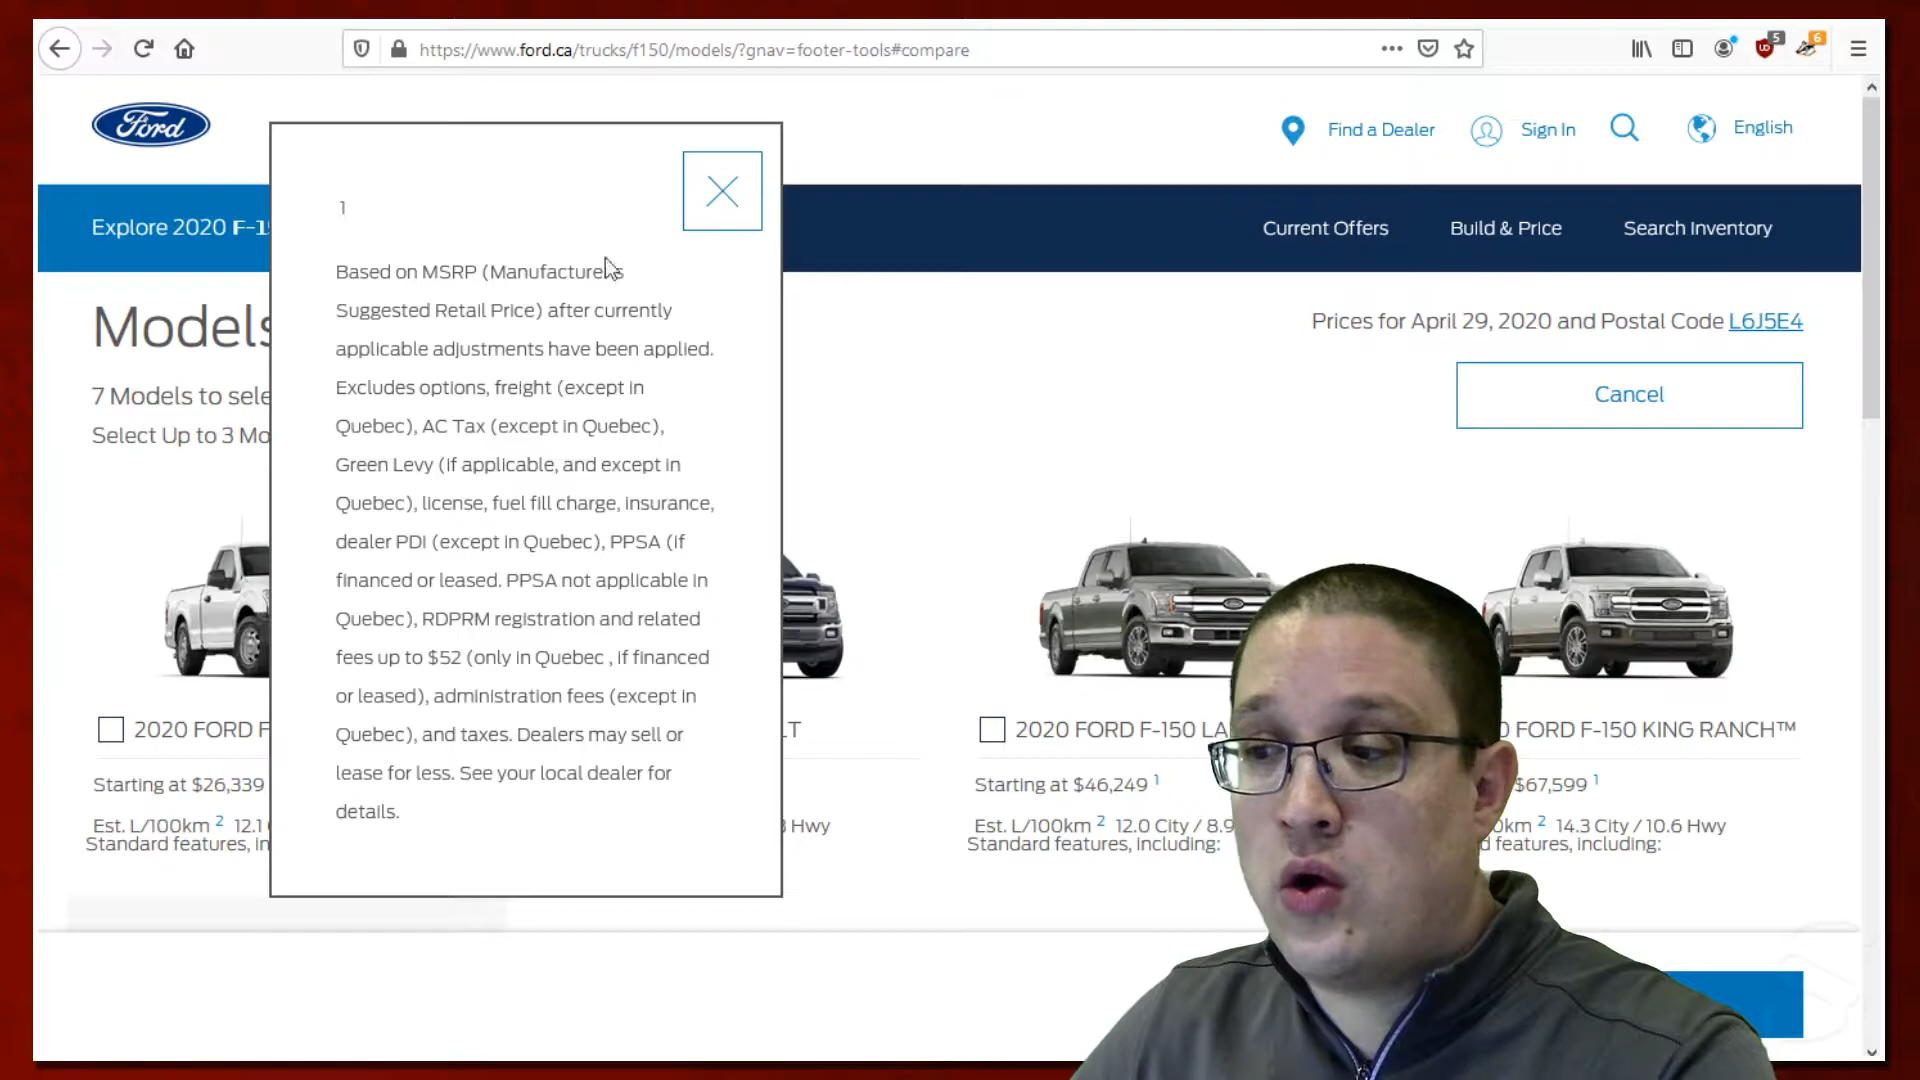 https://www.ford.ca/trucks/f150/models/?gnav=footer-tools#compare
5
6
Ford
Find a Dealer
Sign In
English
Explore 2020 F-15
Current Offers
Build & Price
Search Inventory
1
Based on MSRP (Manufacturer's
Suggested Retail Price) after currently
applicable adjustments have been applied.
Excludes options, freight (except in
Quebec), AC Tax (except in Quebec),
Green Levy (if applicable, and except in
Quebec), license, fuel fill charge, insurance,
dealer PDI (except in Quebec), PPSA (if
financed or leased. PPSA not applicable in
Quebec), RDPRM registration and related
fees up to $52 (only in Quebec , if financed
or leased), administration fees (except in
Quebec), and taxes. Dealers may sell or
lease for less. See your local dealer for
details.
Models
Prices for April 29, 2020 and Postal Code L6J5E4
7 Models to sele
Select Up to 3 Mo
Cancel
2020 FORD F
LT
2020 FORD F-150 LA
0 FORD F-150 KING RANCH™
Starting at $26,339
Starting at $46,249 1
$67,599 1
Est. L/100km 2 12.1
Hwy
Est. L/100km 2 12.0 City / 8.9
0km 2 14.3 City / 10.6 Hwy
Standard features, in
Standard features, including:
d features, including: